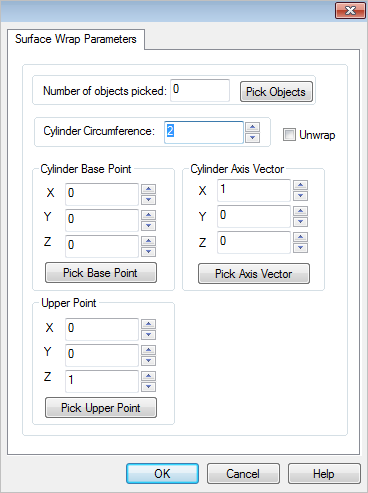 Surface Wrap Parameters
Number of objects picked: 0 Pick Objects
Cylinder Circumference: 2 Unwrap
Cylinder Base Point
X 0
Y 0
Z 0
Pick Base Point
Cylinder Axis Vector
X 1
Y 0
Z 0
Pick Axis Vector
Upper Point
X 0
Y 0
Z 1
Pick Upper Point
OK Cancel Help